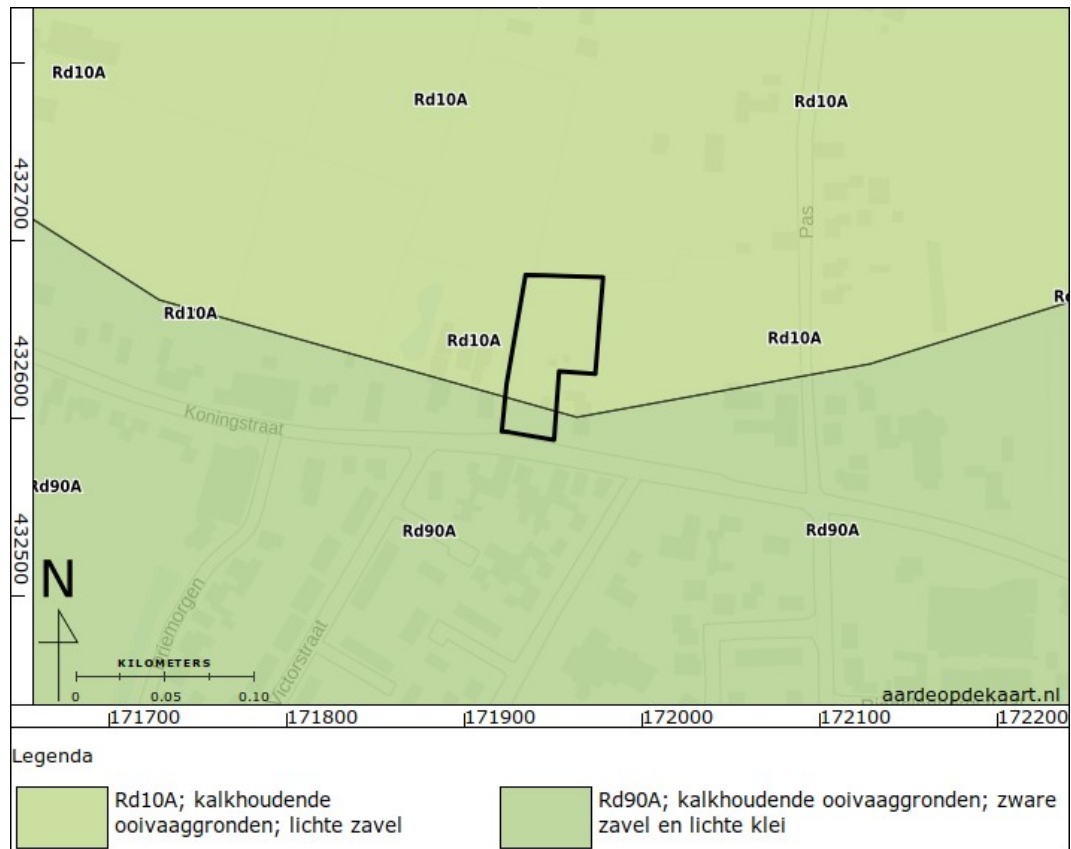 Rd10A
Rd10A
Rd10A
432700
Pas
Rd10A
Rd10A
Rd10A
432600
Koningstraat
Rd90A
Rd90A
Rd90A
432500
N
Victorstraat
KILOMETERS
0 0.05 0.10
aardeopdekaart.nl
171700 171800 171900 172000 172100 172200
Legenda
Rd10A; kalkhoudende
ooivaaggronden; lichte zavel
Rd90A; kalkhoudende ooivaaggronden; zware
zavel en lichte klei